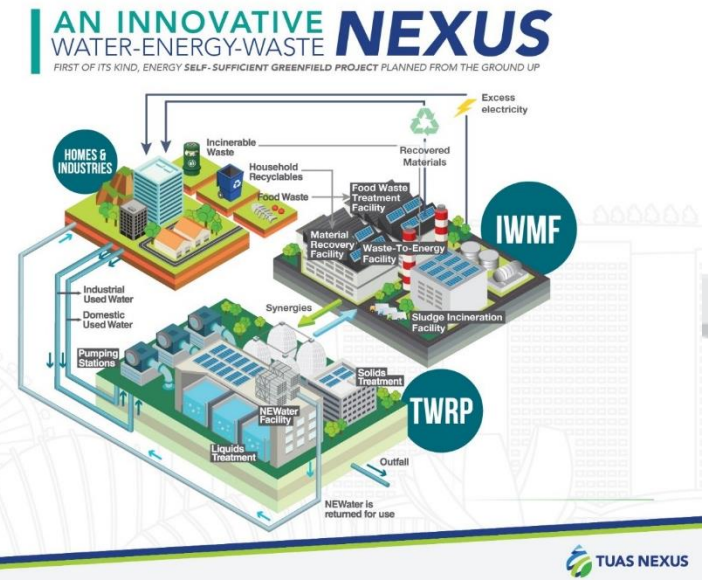 AN INNOVATIVE
WATER-ENERGY-WASTE
NEXUS
FIRST OF ITS KIND, ENERGY SELF-SUFFICIENT GREENFIELD PROJECT PLANNED FROM THE GROUND UP
Excess
electricity
HOMES &
INDUSTRIES
Incinerable
Waste
Household
Recyclables
Food Waste
Recovered
Materials
Food Waste
Treatment
Facility
Material
Recovery
Facility
Waste-To-Energy
Facility
IWMF
Industrial
Used Water
Domestic
Used Water
Synergies
Sludge Incineration
Facility
Pumping
Stations
Solids
Treatment
NEWater
Facility
Liquids
Treatment
TWRP
Outfall
NEWater is
returned for use
TUAS NEXUS